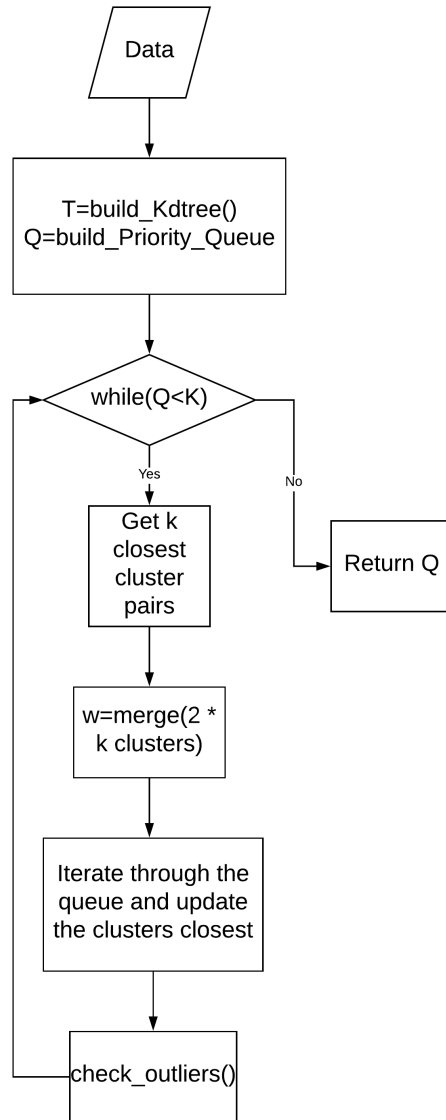 Data
T=build_Kdtree()
Q=build_Priority_Queue
while(Q<K)
Yes
No
Get k
closest
cluster
pairs
Return Q
w=merge(2 *
k clusters)
Iterate through the
queue and update
the clusters closest
check_outliers()